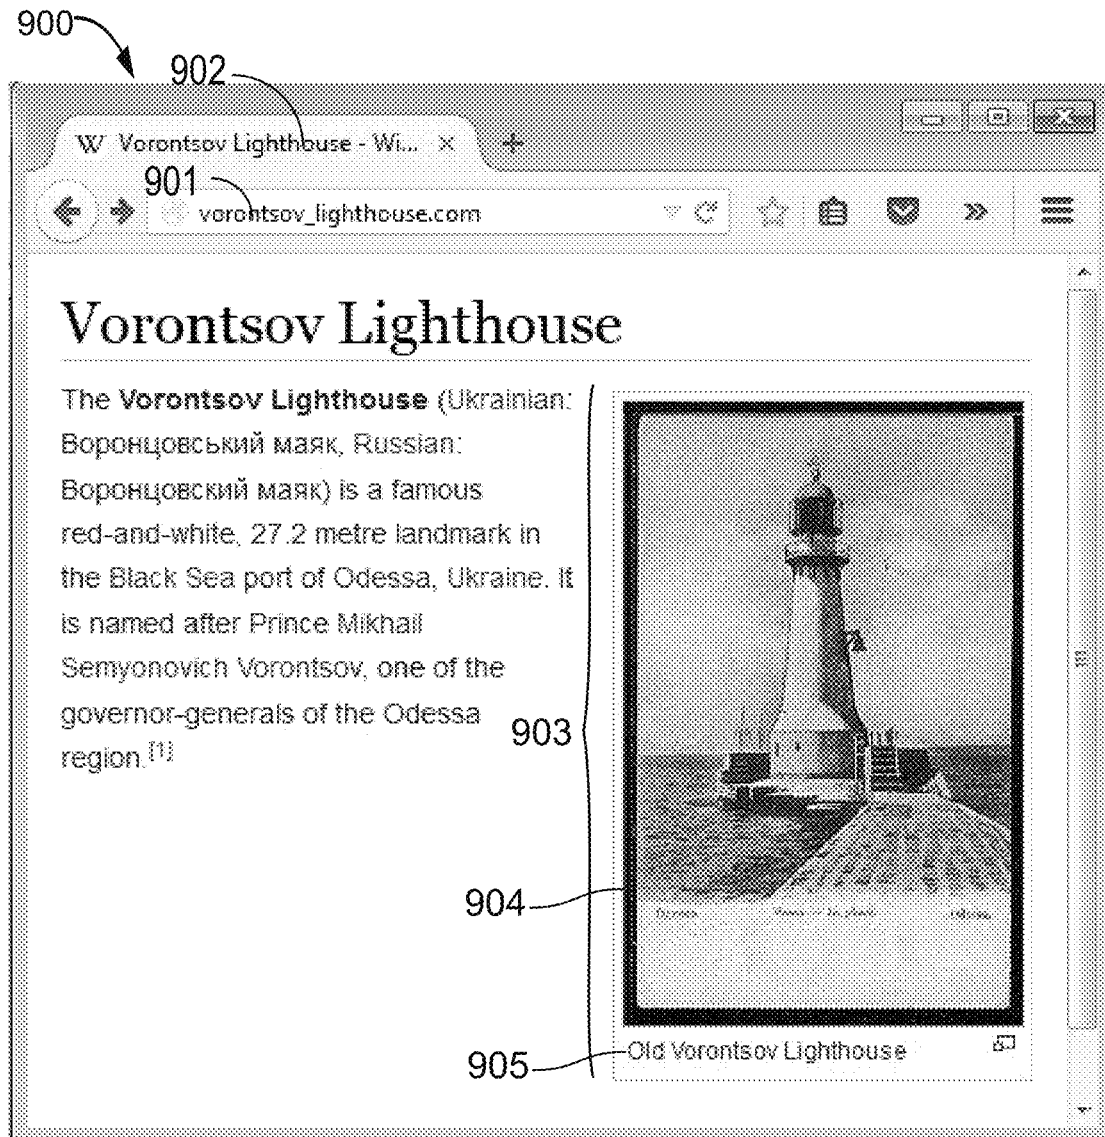 900
902
W Vorontsov Lighthouse - Wi... × +
901
vorontsov_lighthouse.com
Vorontsov Lighthouse
The Vorontsov Lighthouse (Ukrainian:
Воронцовський маяк, Russian:
Воронцовский маяк) is a famous
red-and-white, 27.2 metre landmark in
the Black Sea port of Odessa, Ukraine. It
is named after Prince Mikhail
Semyonovich Vorontsov, one of the
governor-generals of the Odessa
region.[1]
903
904
905
Old Vorontsov Lighthouse